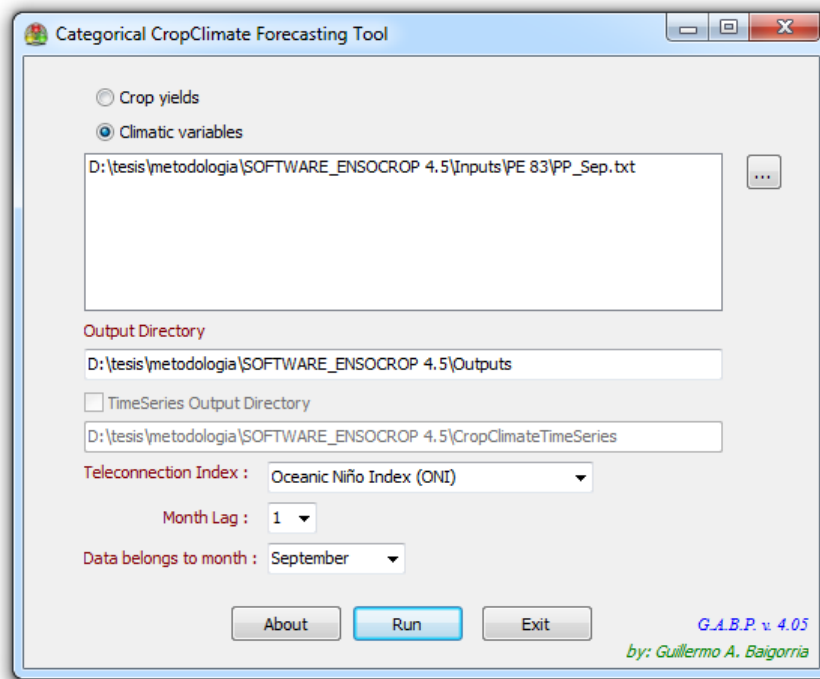 Categorical CropClimate Forecasting Tool
Crop yields
Climatic variables
D:\tesis\metodologia\SOFTWARE_ENSOCROP 4.5\Inputs\PE 83\PP_Sep.txt
...
Output Directory
D:\tesis\metodologia\SOFTWARE_ENSOCROP 4.5\Outputs
TimeSeries Output Directory
D:\tesis\metodologia\SOFTWARE_ENSOCROP 4.5\CropClimateTimeSeries
Teleconnection Index : Oceanic Niño Index (ONI)
Month Lag : 1
Data belongs to month : September
About Run Exit
G.A.B.P. v. 4.05
by: Guillermo A. Baigorria